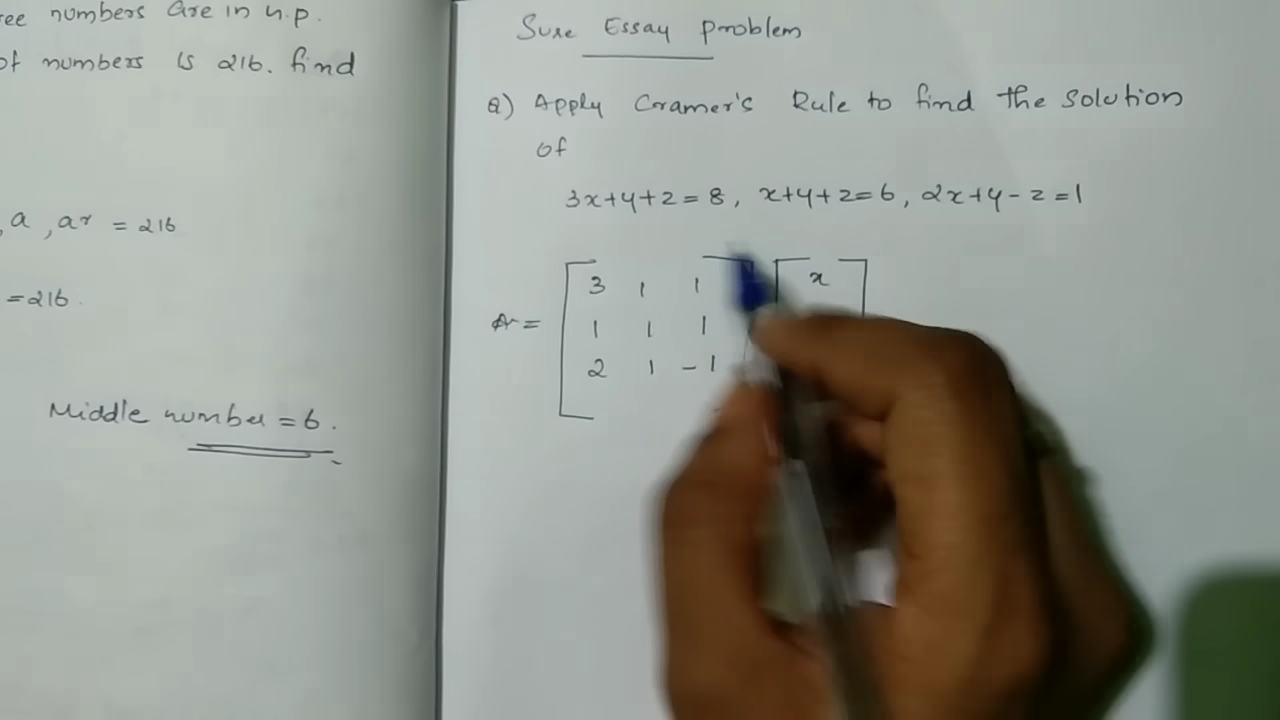 ree numbers are in G.P.
of numbers is 216. find
, a , ar = 216
= 216.
Middle number = 6.
Sure Essay Problem
Q) Apply Cramer's Rule to find the solution
of
3x+y+z=8, x+y+z=6, 2x+y-z=1
3 1 1 x
A = 1 1 1
2 1 -1